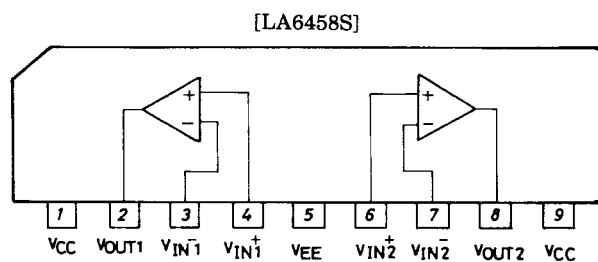 [LA6458S]
+ +
− −
1 2 3 4 5 6 7 8 9
VCC VOUT1 VIN1⁻ VIN1⁺ VEE VIN2⁺ VIN2⁻ VOUT2 VCC